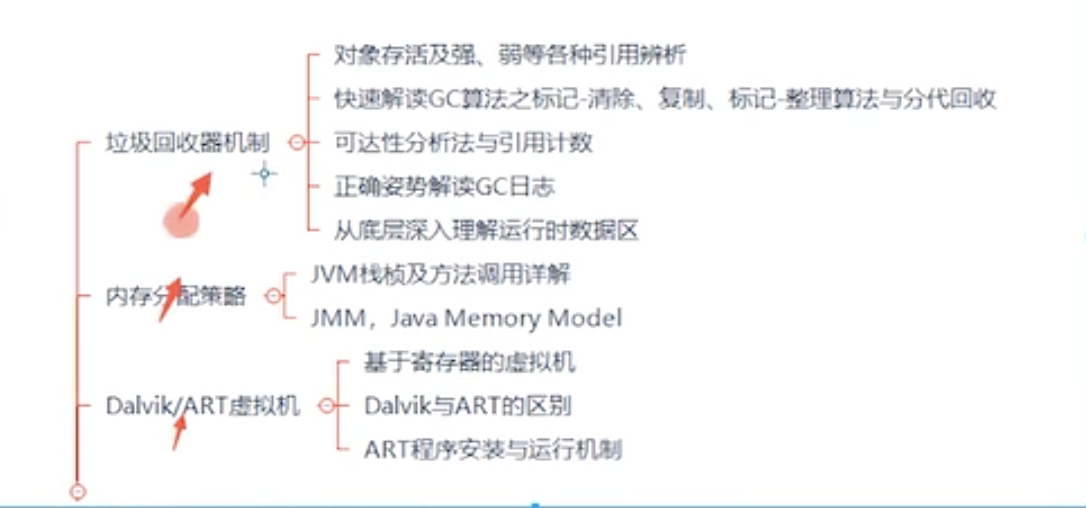 垃圾回收器机制
对象存活及强、弱等各种引用辨析
快速解读GC算法之标记-清除、复制、标记-整理算法与分代回收
可达性分析法与引用计数
正确姿势解读GC日志
从底层深入理解运行时数据区
内存分配策略
JVM栈桢及方法调用详解
JMM，Java Memory Model
Dalvik/ART虚拟机
基于寄存器的虚拟机
Dalvik与ART的区别
ART程序安装与运行机制